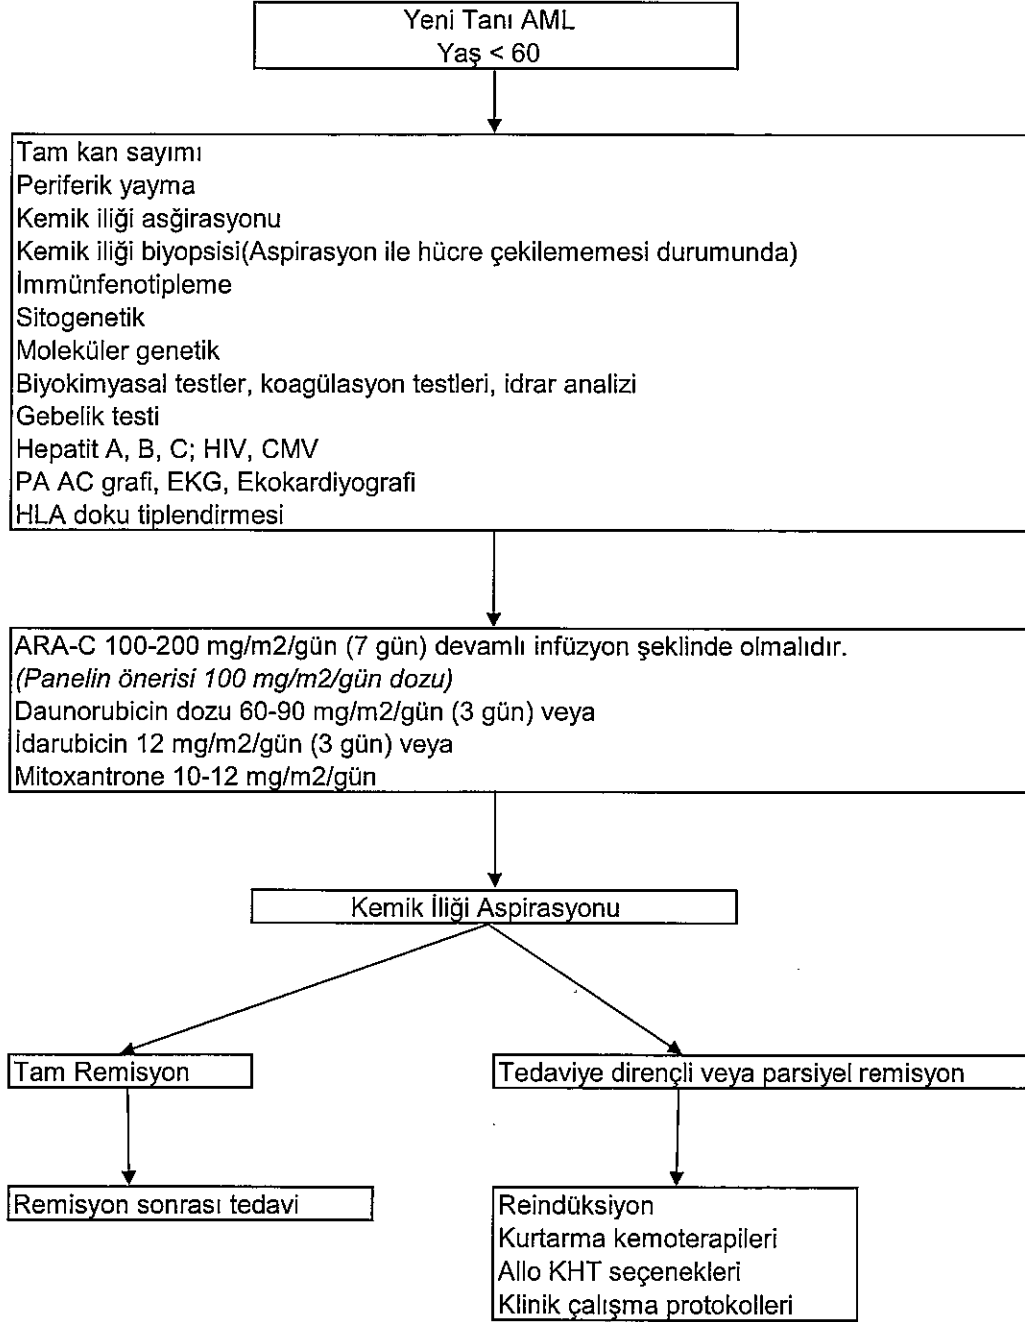 Yeni Tanı AML
Yaş < 60
Tam kan sayımı
Periferik yayma
Kemik iliği asğirasyonu
Kemik iliği biyopsisi(Aspirasyon ile hücre çekilememesi durumunda)
İmmünfenotipleme
Sitogenetik
Moleküler genetik
Biyokimyasal testler, koagülasyon testleri, idrar analizi
Gebelik testi
Hepatit A, B, C; HIV, CMV
PA AC grafi, EKG, Ekokardiyografi
HLA doku tiplendirmesi
ARA-C 100-200 mg/m2/gün (7 gün) devamlı infüzyon şeklinde olmalıdır.
(Panelin önerisi 100 mg/m2/gün dozu)
Daunorubicin dozu 60-90 mg/m2/gün (3 gün) veya
İdarubicin 12 mg/m2/gün (3 gün) veya
Mitoxantrone 10-12 mg/m2/gün
Kemik İliği Aspirasyonu
Tam Remisyon
Tedaviye dirençli veya parsiyel remisyon
Remisyon sonrası tedavi
Reindüksiyon
Kurtarma kemoterapileri
Allo KHT seçenekleri
Klinik çalışma protokolleri